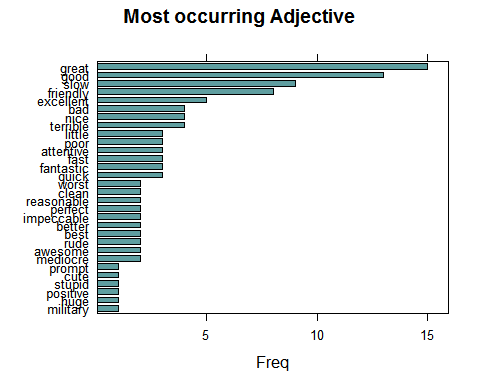 Most occurring Adjective
great
good
slow
friendly
excellent
bad
nice
terrible
little
poor
attentive
fast
fantastic
quick
worst
clean
reasonable
perfect
impeccable
better
best
rude
awesome
mediocre
prompt
cute
stupid
positive
huge
military
5 10 15
Freq